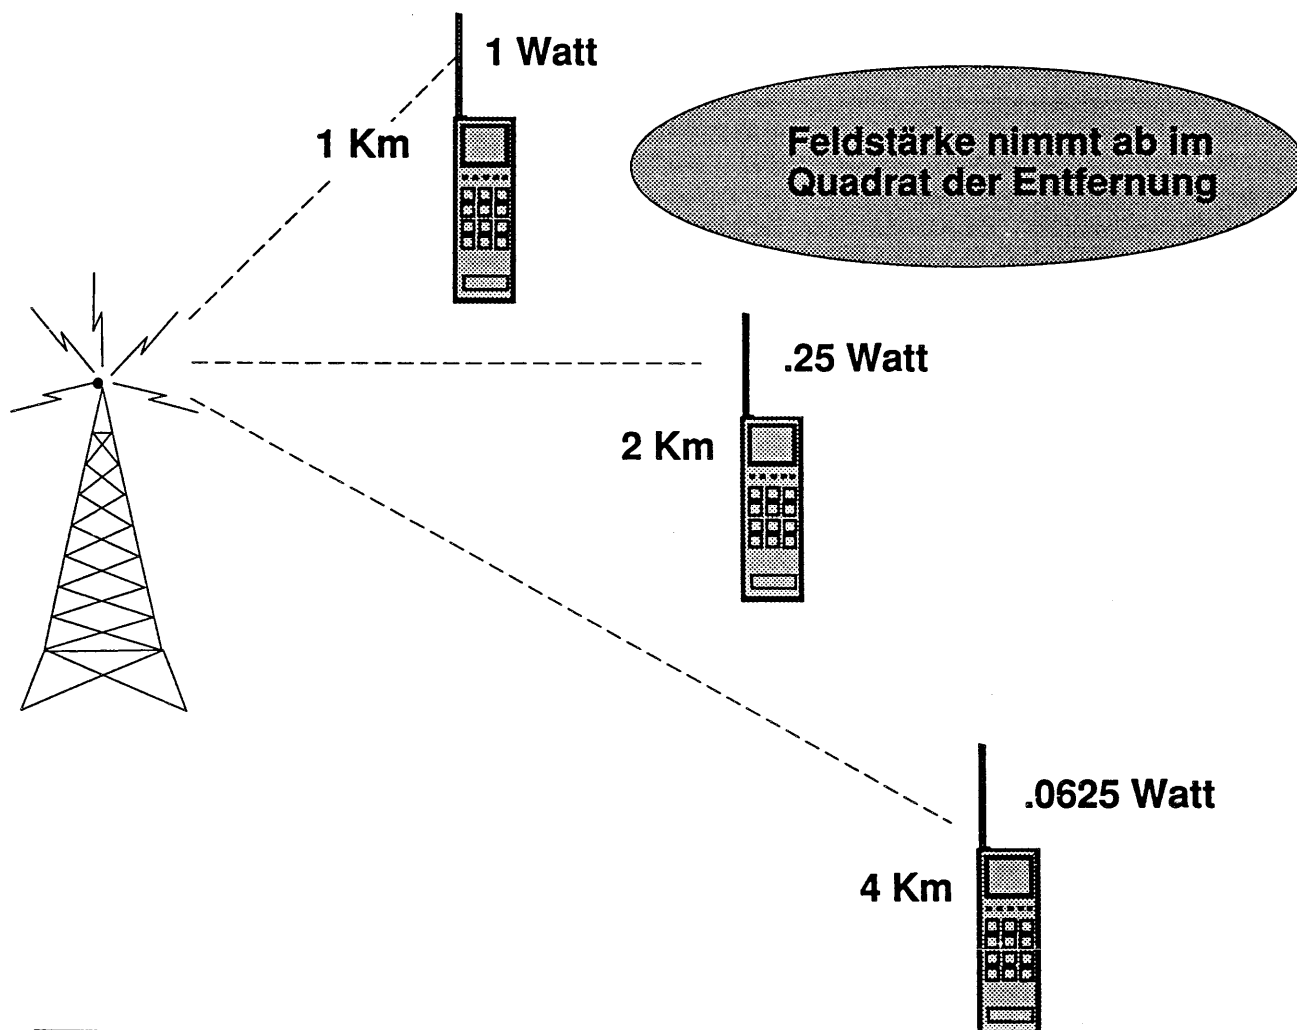 1 Watt
1 Km
Feldstärke nimmt ab im
Quadrat der Entfernung
.25 Watt
2 Km
.0625 Watt
4 Km